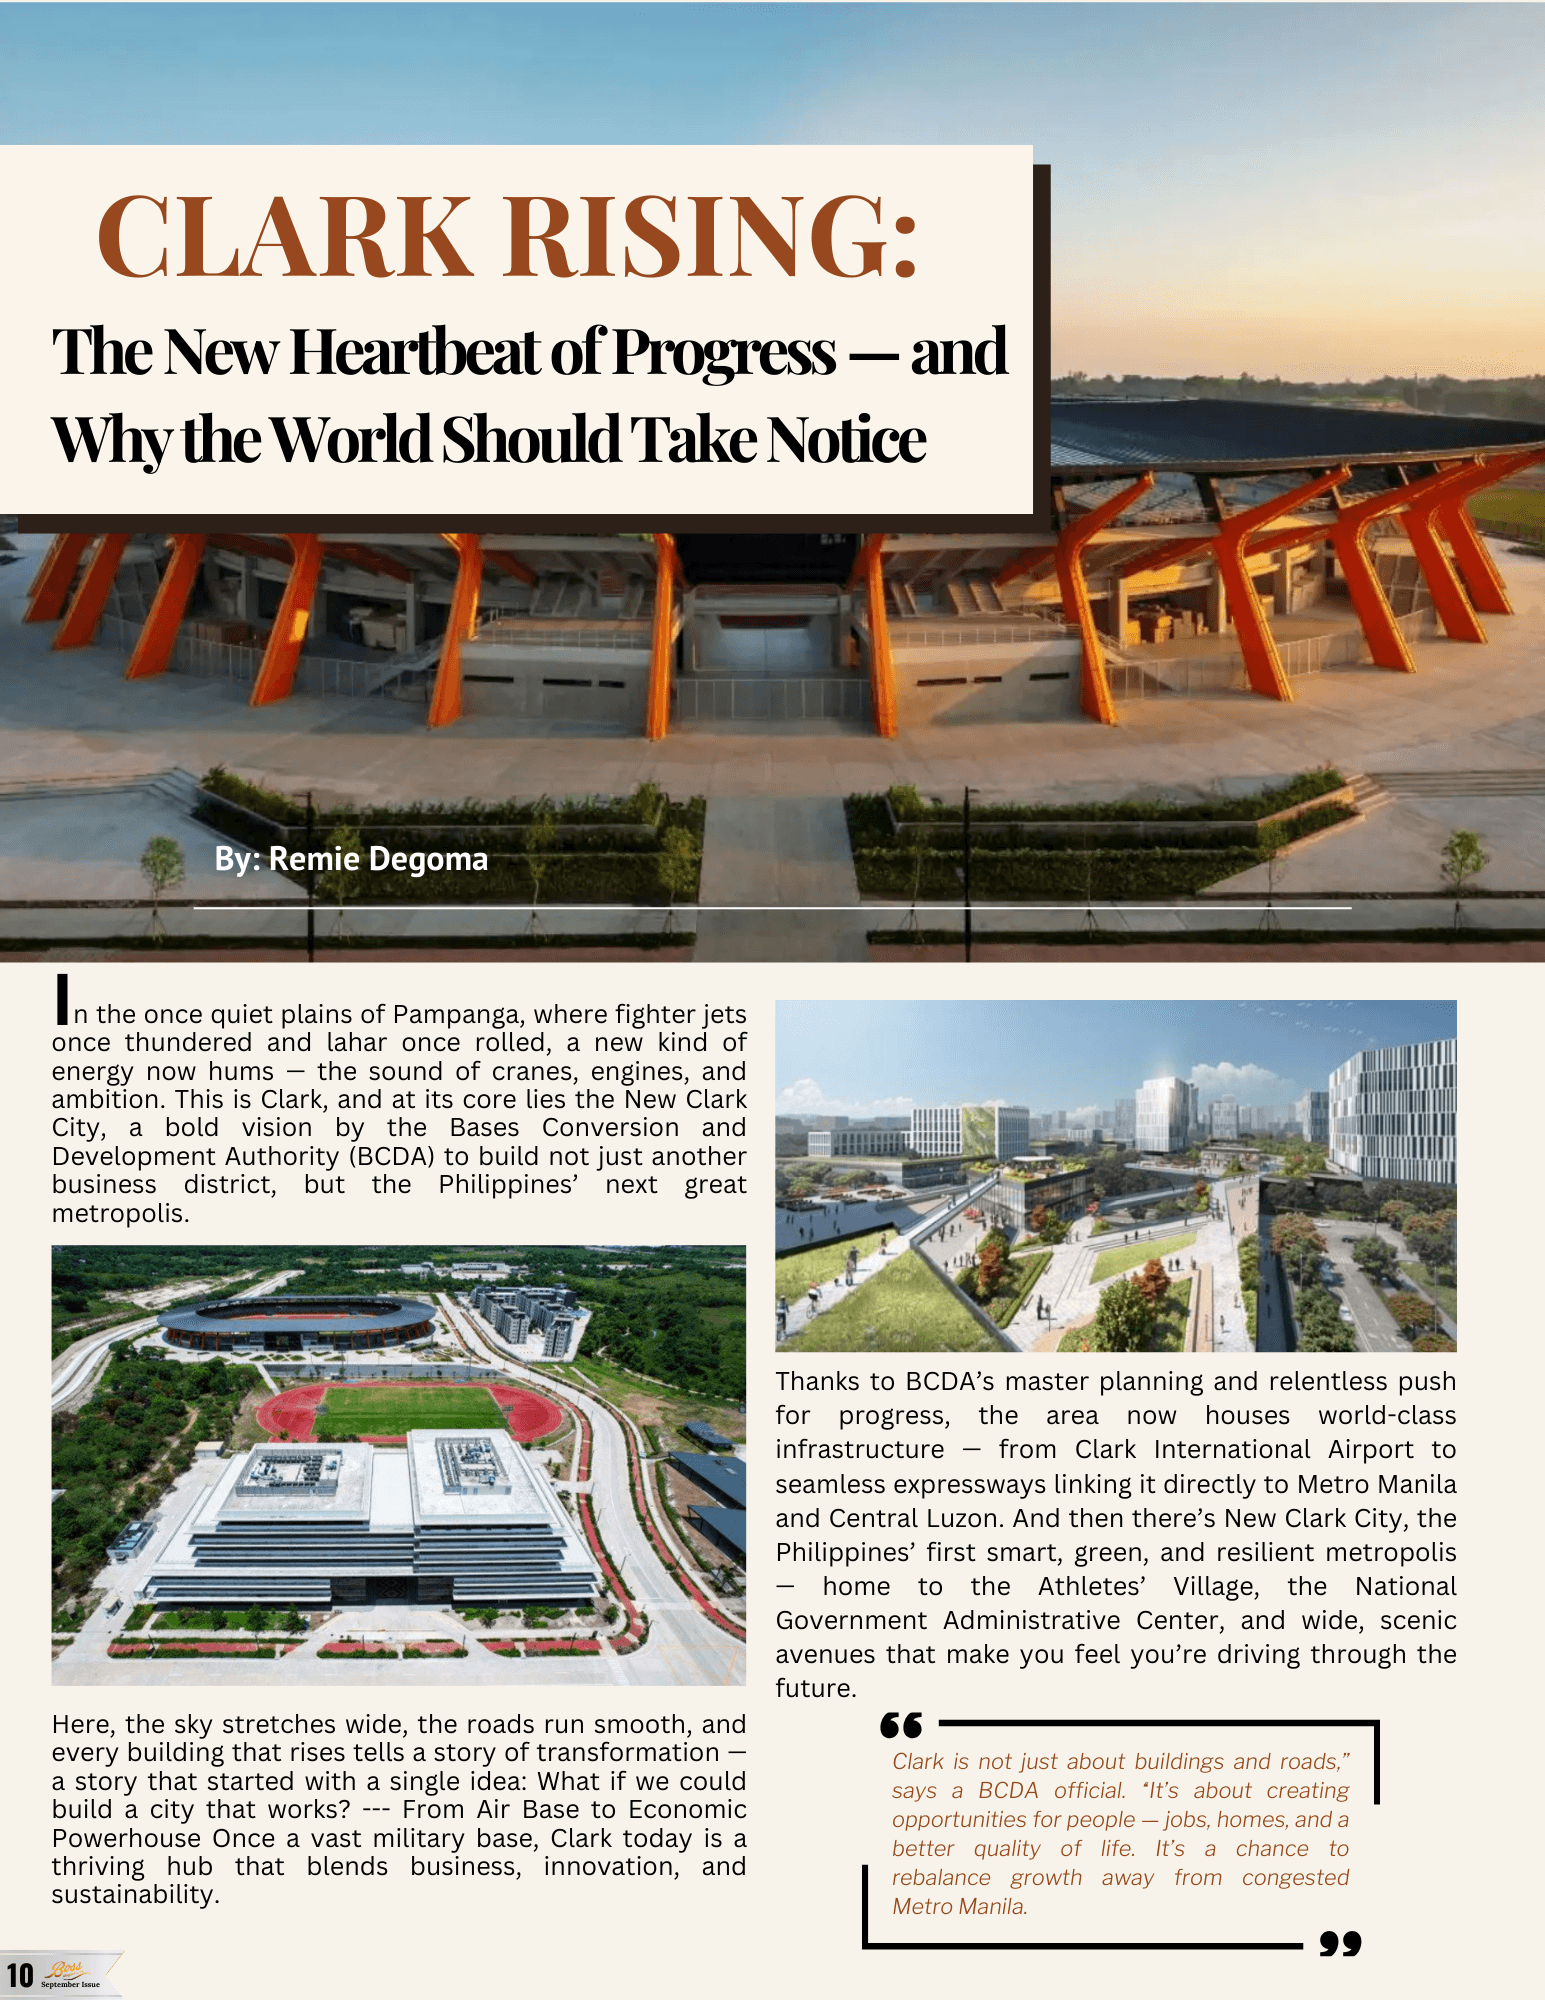 CLARK RISING:
The New Heartbeat of Progress — and
Why the World Should Take Notice
By: Remie Degoma
In the once quiet plains of Pampanga, where fighter jets
once thundered and lahar once rolled, a new kind of
energy now hums — the sound of cranes, engines, and
ambition. This is Clark, and at its core lies the New Clark
City, a bold vision by the Bases Conversion and
Development Authority (BCDA) to build not just another
business district, but the Philippines’ next great
metropolis.
Here, the sky stretches wide, the roads run smooth, and
every building that rises tells a story of transformation —
a story that started with a single idea: What if we could
build a city that works? --- From Air Base to Economic
Powerhouse Once a vast military base, Clark today is a
thriving hub that blends business, innovation, and
sustainability.
Thanks to BCDA’s master planning and relentless push
for progress, the area now houses world-class
infrastructure — from Clark International Airport to
seamless expressways linking it directly to Metro Manila
and Central Luzon. And then there’s New Clark City, the
Philippines’ first smart, green, and resilient metropolis
— home to the Athletes’ Village, the National
Government Administrative Center, and wide, scenic
avenues that make you feel you’re driving through the
future.
“
Clark is not just about buildings and roads,”
says a BCDA official. “It’s about creating
opportunities for people — jobs, homes, and a
better quality of life. It’s a chance to
rebalance growth away from congested
Metro Manila.
”
10
Boss
September Issue